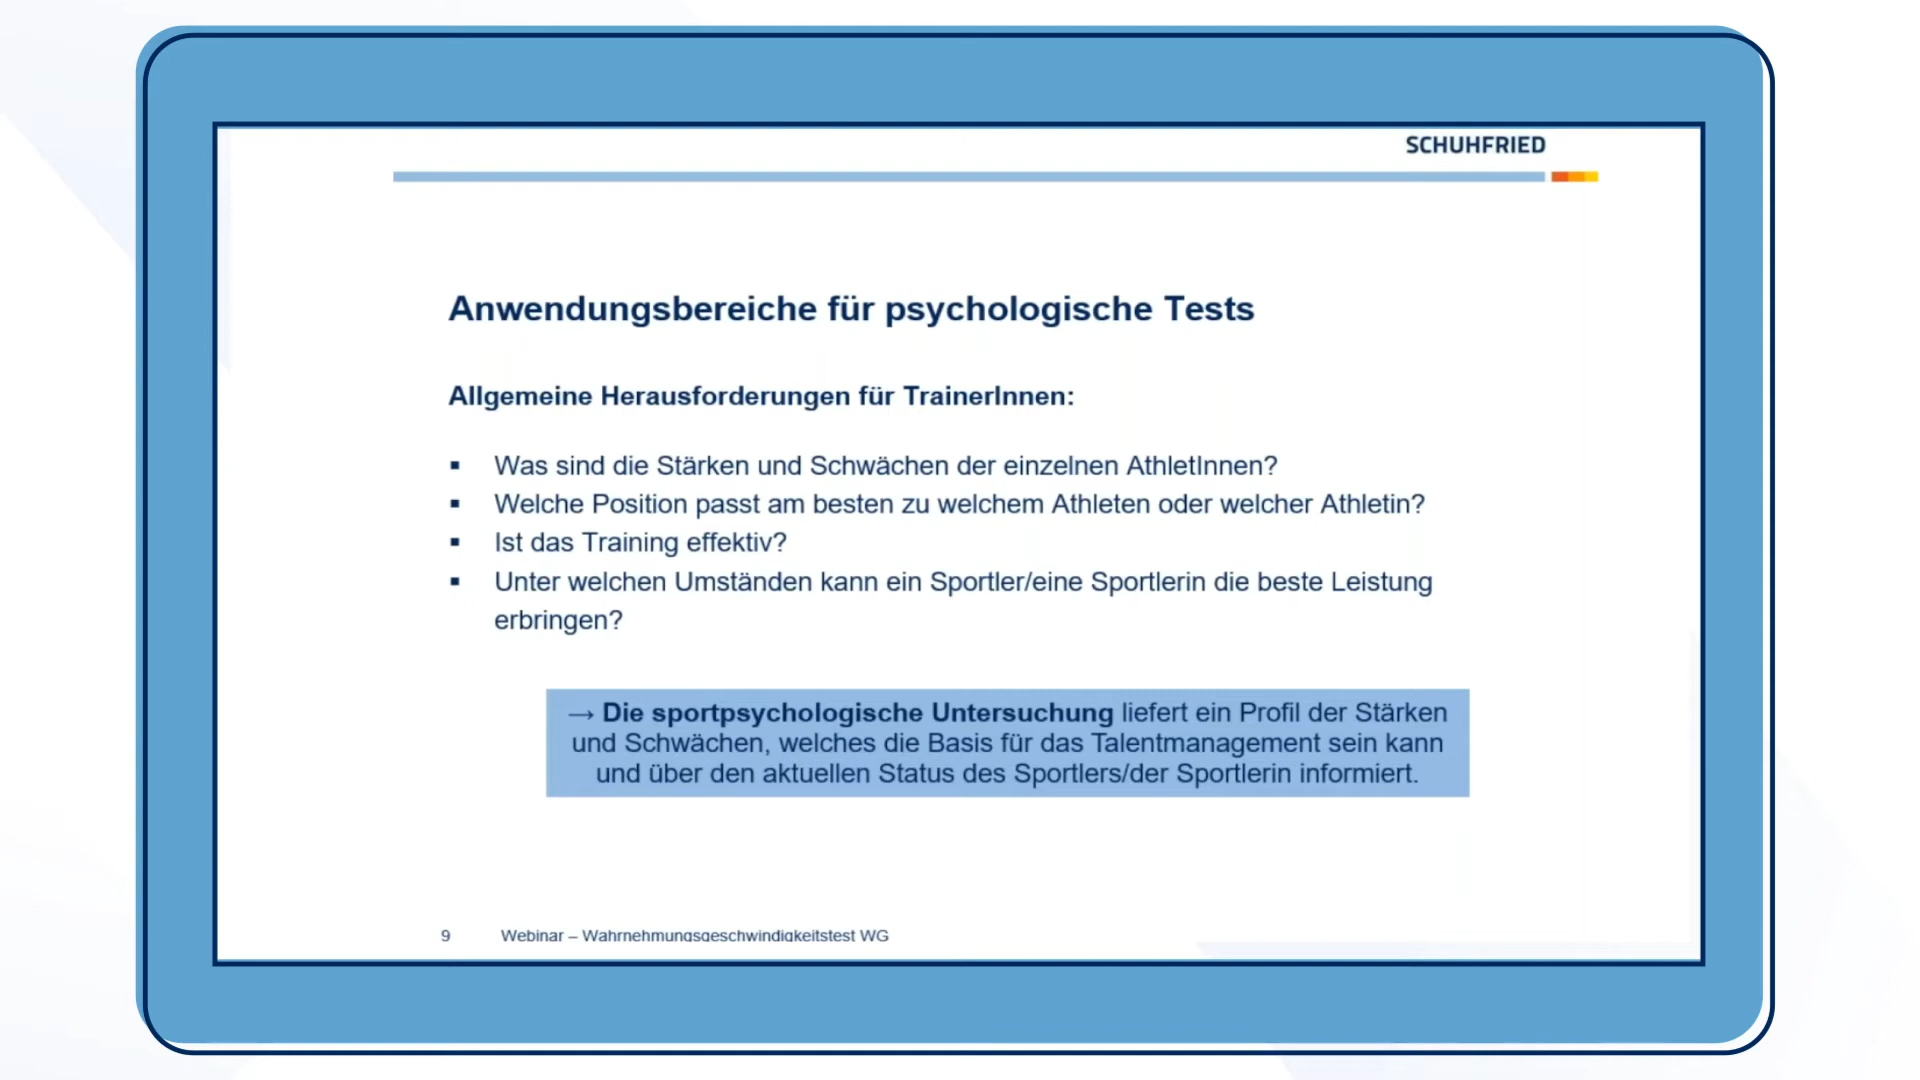 SCHUHFRIED
Anwendungsbereiche für psychologische Tests
Allgemeine Herausforderungen für TrainerInnen:
▪ Was sind die Stärken und Schwächen der einzelnen AthletInnen?
▪ Welche Position passt am besten zu welchem Athleten oder welcher Athletin?
▪ Ist das Training effektiv?
▪ Unter welchen Umständen kann ein Sportler/eine Sportlerin die beste Leistung
erbringen?
→ Die sportpsychologische Untersuchung liefert ein Profil der Stärken
und Schwächen, welches die Basis für das Talentmanagement sein kann
und über den aktuellen Status des Sportlers/der Sportlerin informiert.
9 Webinar – Wahrnehmungsgeschwindigkeitstest WG